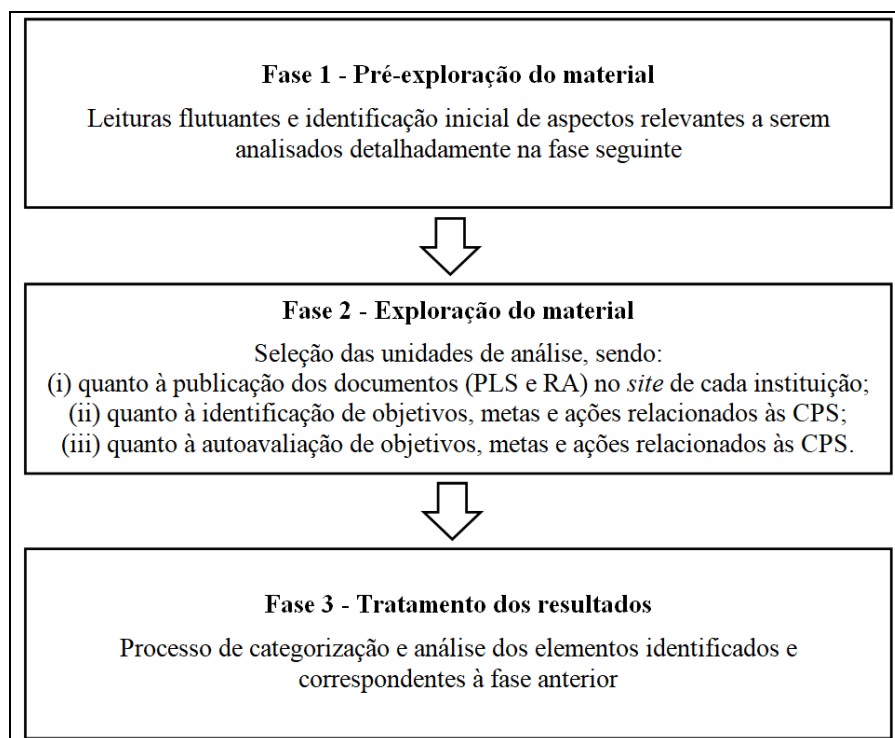 Fase 1 - Pré-exploração do material
Leituras flutuantes e identificação inicial de aspectos relevantes a serem
analisados detalhadamente na fase seguinte
Fase 2 - Exploração do material
Seleção das unidades de análise, sendo:
(i) quanto à publicação dos documentos (PLS e RA) no site de cada instituição;
(ii) quanto à identificação de objetivos, metas e ações relacionados às CPS;
(iii) quanto à autoavaliação de objetivos, metas e ações relacionados às CPS.
Fase 3 - Tratamento dos resultados
Processo de categorização e análise dos elementos identificados e
correspondentes à fase anterior